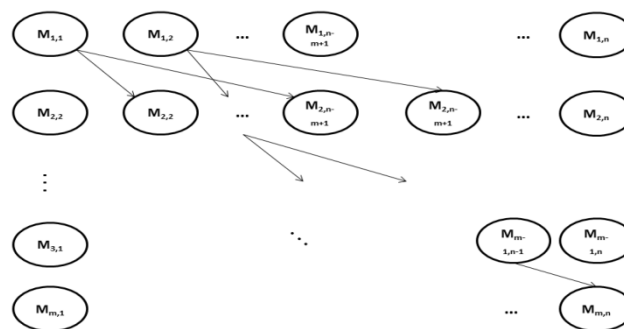 M1,1 M1,2 ... M1,n-m+1 ... M1,n
M2,2 M2,2 ... M2,n-m+1 M2,n-m+1 ... M2,n
M3,1 Mm-1,n-1 Mm-1,n
Mm,1 ... Mm,n